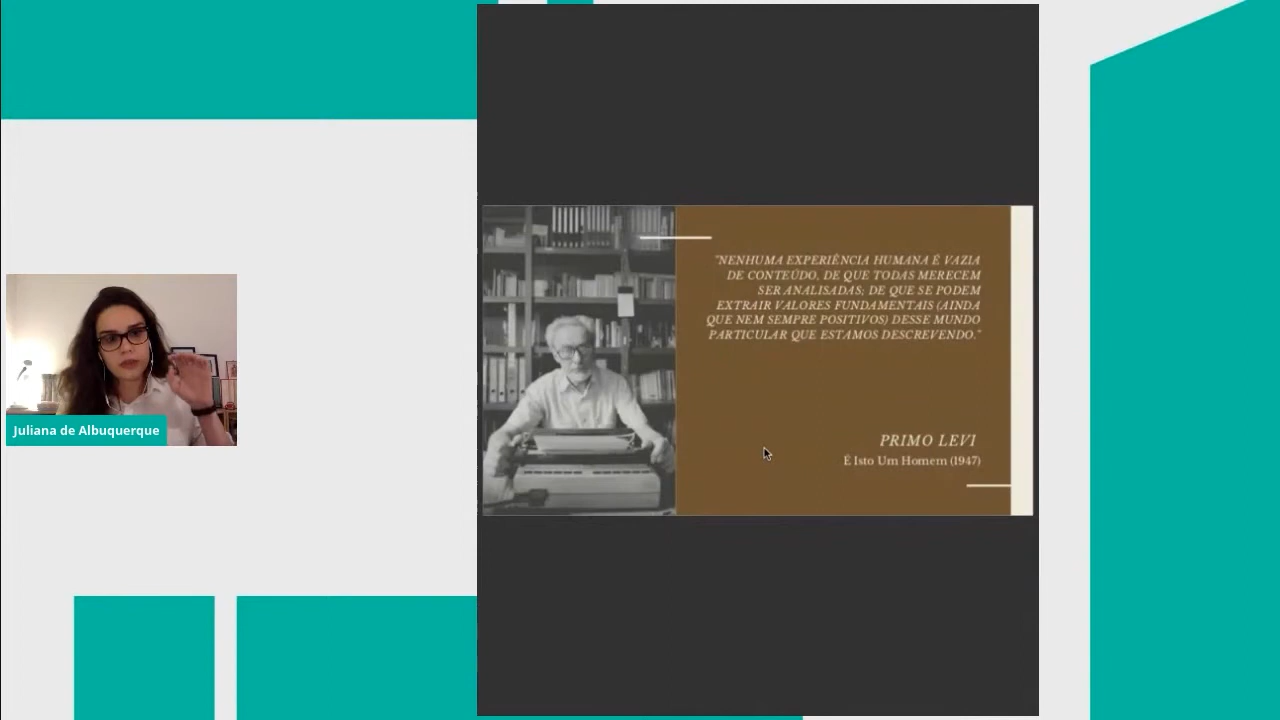 "NENHUMA EXPERIÊNCIA HUMANA É VAZIA
DE CONTEÚDO, DE QUE TODAS MERECEM
SER ANALISADAS; DE QUE SE PODEM
EXTRAIR VALORES FUNDAMENTAIS (AINDA
QUE NEM SEMPRE POSITIVOS) DESSE MUNDO
PARTICULAR QUE ESTAMOS DESCREVENDO."
PRIMO LEVI
É Isto Um Homem (1947)
Juliana de Albuquerque